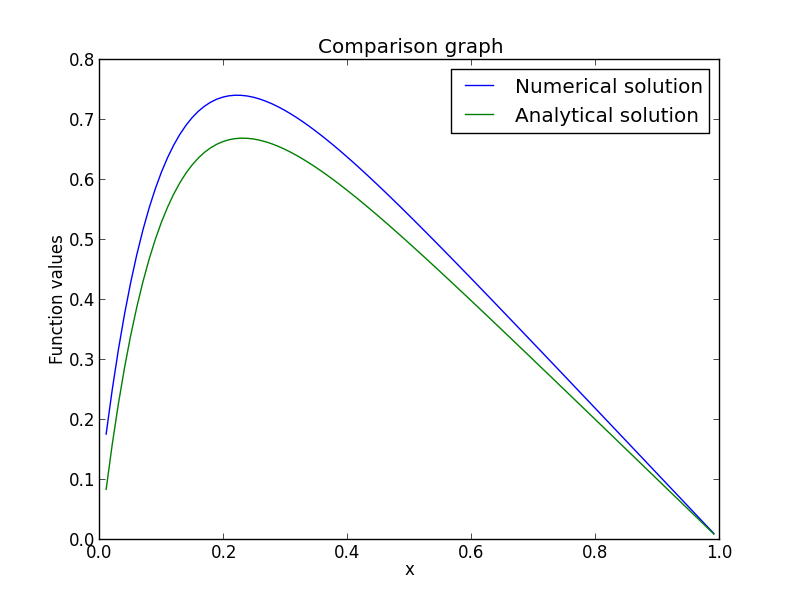 Comparison graph
Numerical solution
Analytical solution
Function values
0.8
0.7
0.6
0.5
0.4
0.3
0.2
0.1
0.0
0.0 0.2 0.4 0.6 0.8 1.0
x